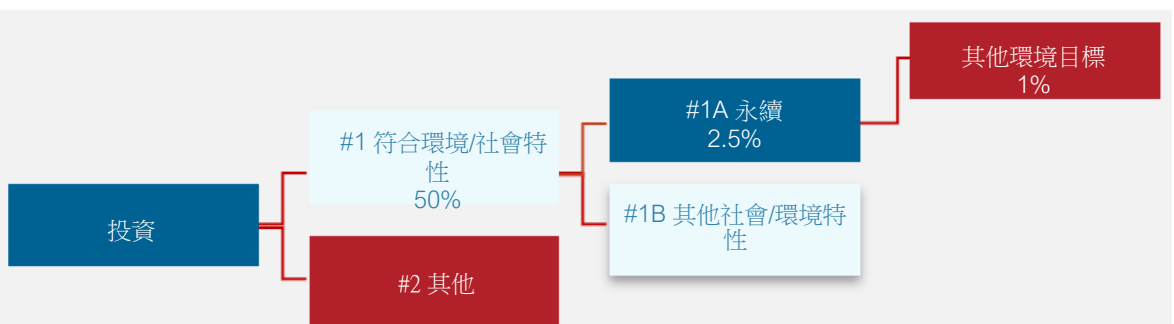 其他環境目標
1%
#1A 永續
2.5%
#1 符合環境/社會特
性
50%
#1B 其他社會/環境特
性
投資
#2 其他